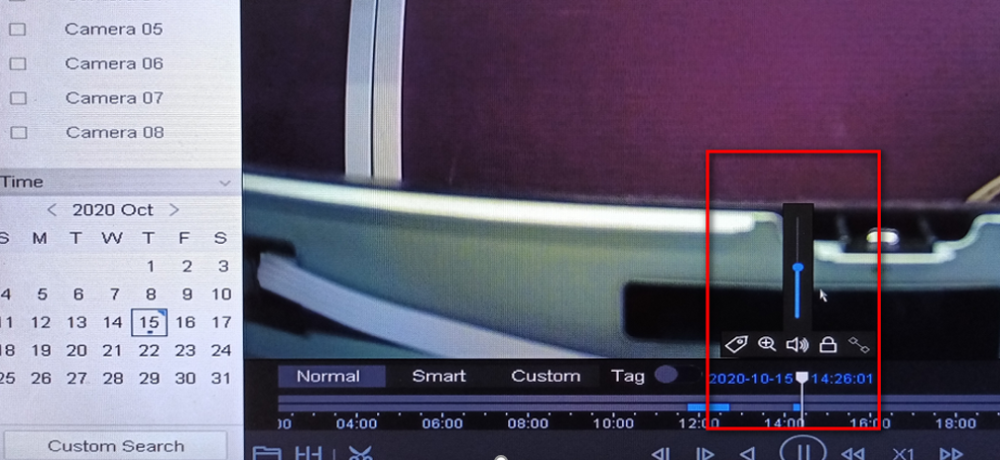 Camera 05
Camera 06
Camera 07
Camera 08
Time
< 2020 Oct >
S M T W T F S
1 2 3
4 5 6 7 8 9 10
11 12 13 14 15 16 17
18 19 20 21 22 23 24
25 26 27 28 29 30 31
Custom Search
Normal Smart Custom Tag 2020-10-15 14:26:01
04:00 06:00 08:00 10:00 12:00 14:00 16:00 18:00
X1